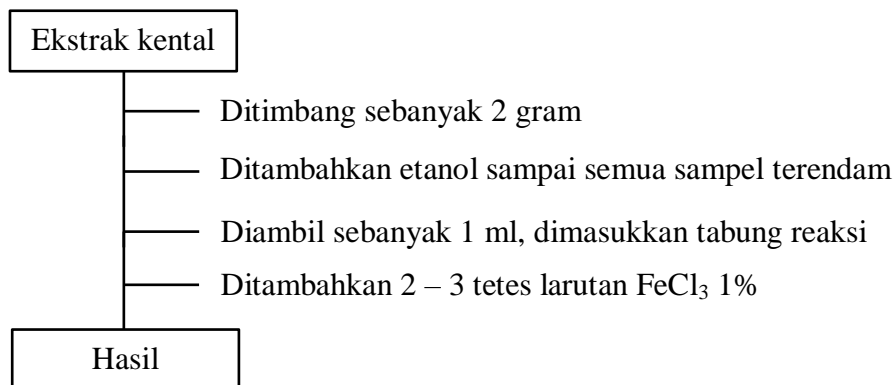 Ekstrak kental
Ditimbang sebanyak 2 gram
Ditambahkan etanol sampai semua sampel terendam
Diambil sebanyak 1 ml, dimasukkan tabung reaksi
Ditambahkan 2 – 3 tetes larutan FeCl₃ 1%
Hasil